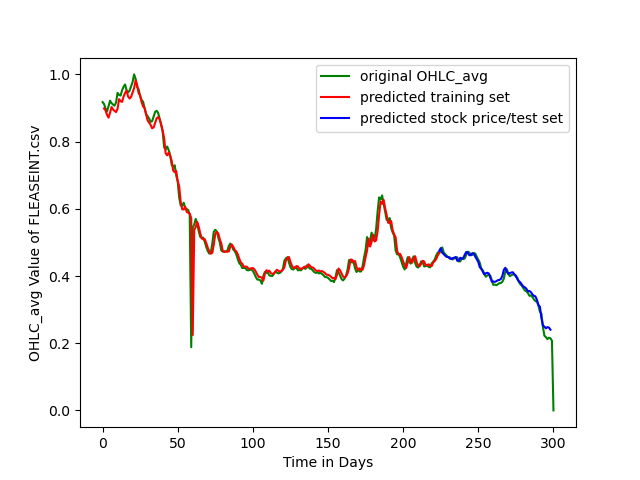 original OHLC_avg
predicted training set
predicted stock price/test set
1.0
0.8
0.6
0.4
0.2
0.0
OHLC_avg Value of FLEASEINT.csv
0 50 100 150 200 250 300
Time in Days